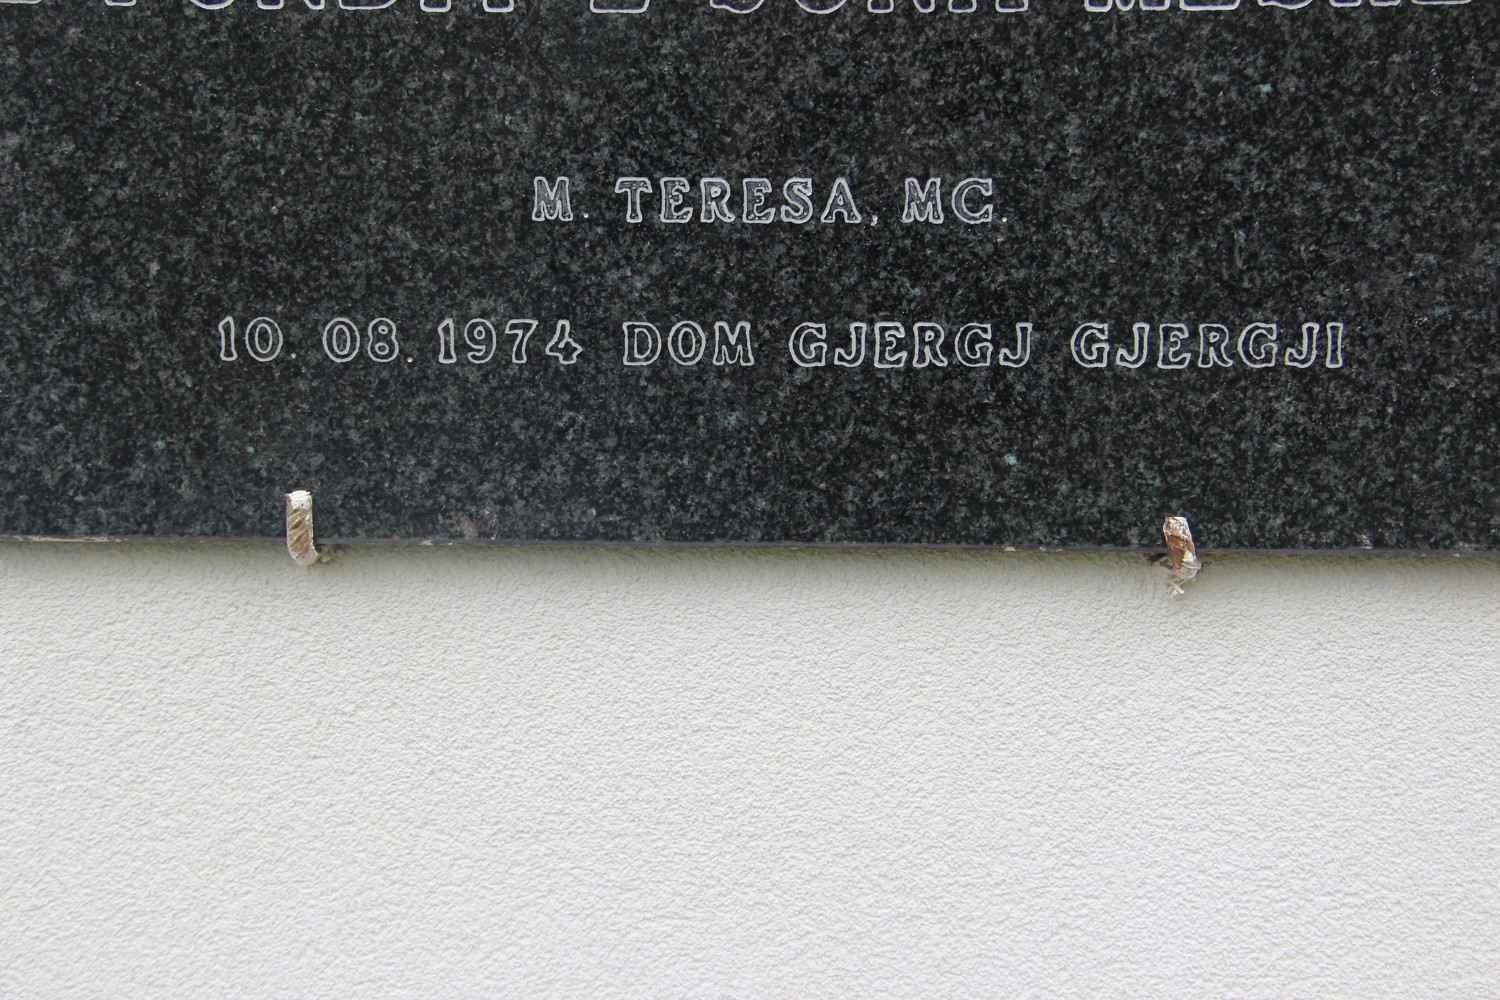 M. TERESA, MC.
10.08.1974 DOM GJERGJ GJERGJI